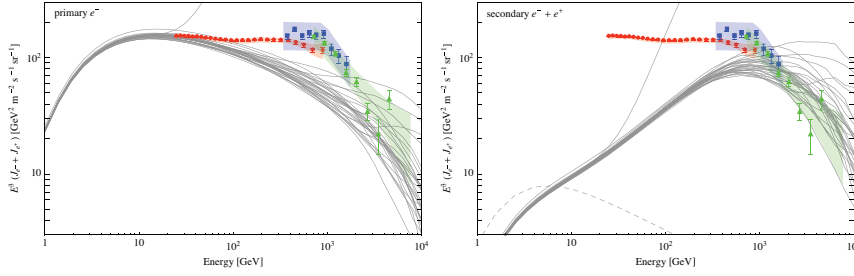 primary e⁻
E³ (J_e⁻ + J_e⁺) [GeV² m⁻² s⁻¹ sr⁻¹]
10²
10
1 10 10² 10³ 10⁴
Energy [GeV]
secondary e⁻ + e⁺
E³ (J_e⁻ + J_e⁺) [GeV² m⁻² s⁻¹ sr⁻¹]
10²
10
1 10 10² 10³ 10⁴
Energy [GeV]